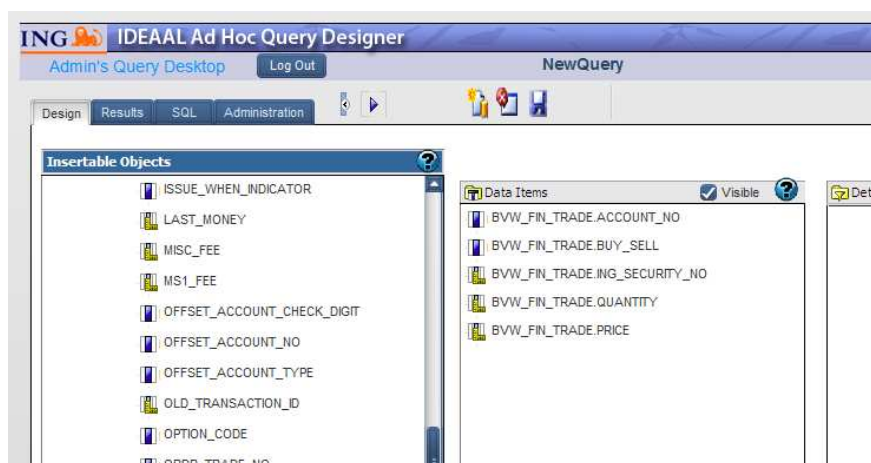 ING IDEAAL Ad Hoc Query Designer
Admin's Query Desktop Log Out NewQuery
Design Results SQL Administration
Insertable Objects
ISSUE_WHEN_INDICATOR
LAST_MONEY
MISC_FEE
MS1_FEE
OFFSET_ACCOUNT_CHECK_DIGIT
OFFSET_ACCOUNT_NO
OFFSET_ACCOUNT_TYPE
OLD_TRANSACTION_ID
OPTION_CODE
Data Items Visible
BVW_FIN_TRADE.ACCOUNT_NO
BVW_FIN_TRADE.BUY_SELL
BVW_FIN_TRADE.ING_SECURITY_NO
BVW_FIN_TRADE.QUANTITY
BVW_FIN_TRADE.PRICE
Det